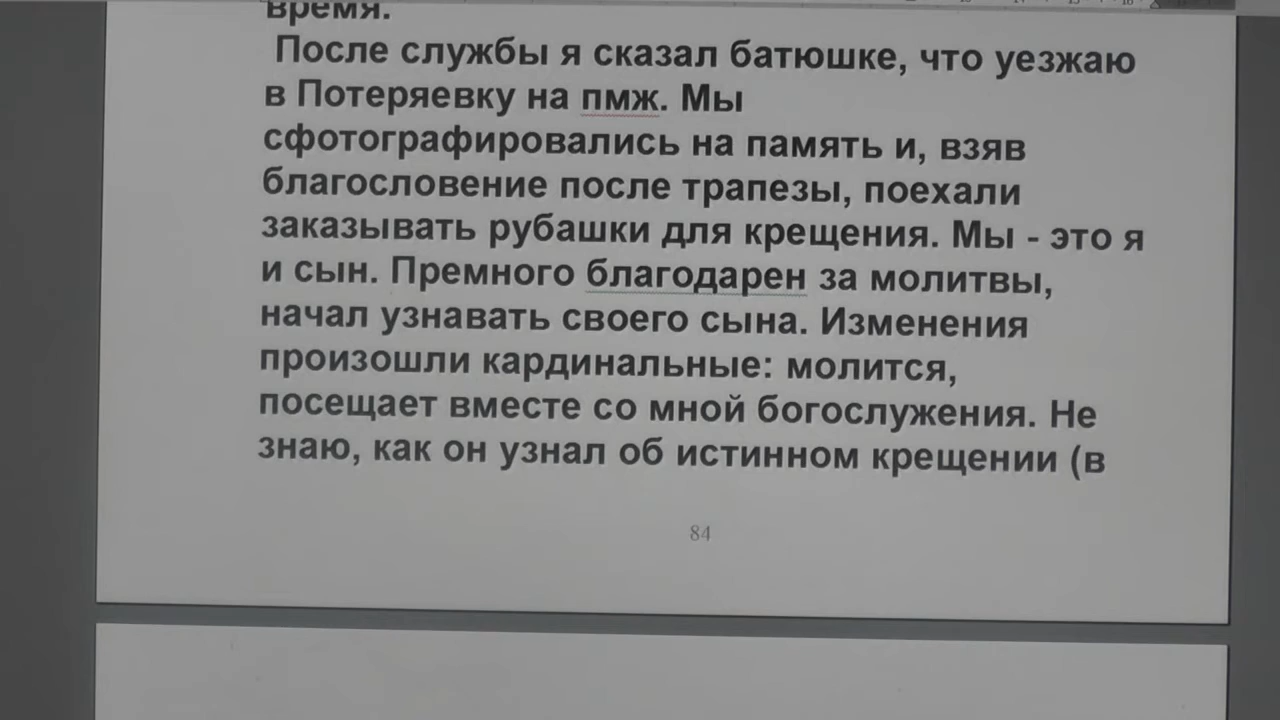 время.
После службы я сказал батюшке, что уезжаю
в Потеряевку на пмж. Мы
сфотографировались на память и, взяв
благословение после трапезы, поехали
заказывать рубашки для крещения. Мы - это я
и сын. Премного благодарен за молитвы,
начал узнавать своего сына. Изменения
произошли кардинальные: молится,
посещает вместе со мной богослужения. Не
знаю, как он узнал об истинном крещении (в
84